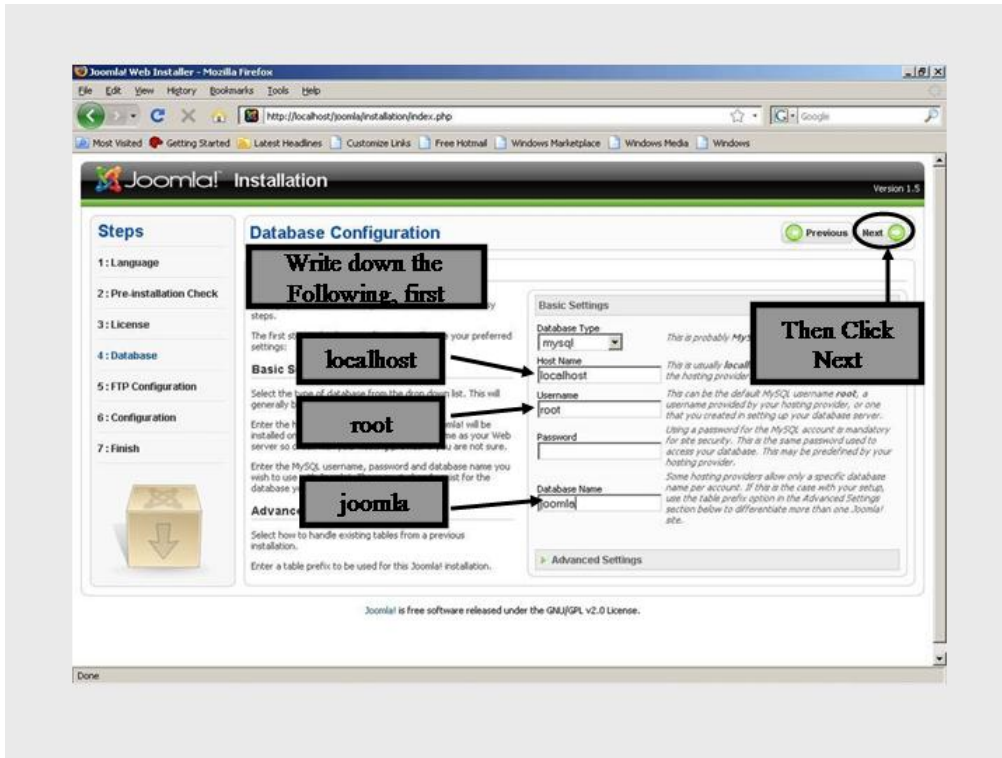 Joomla! Web Installer - Mozilla Firefox
File Edit View History Bookmarks Tools Help
http://localhost/joomla/installation/index.php
Google
Most Visited Getting Started Latest Headlines Customize Links Free Hotmail Windows Marketplace Windows Media Windows
Joomla! Installation
Version 1.5
Steps
1 : Language
2 : Pre-installation Check
3 : License
4 : Database
5 : FTP Configuration
6 : Configuration
7 : Finish
Database Configuration
Previous
Next
Write down the
Following, first
steps.
The first
your preferred
settings:
localhost
Basic
Select the type of database from the drop down list. This will
generally
root
Enter the
will be
installed on
me as your Web
server so
you are not sure.
Enter the MySQL username, password and database name you
wish to use
exist for the
database
joomla
Select how to handle existing tables from a previous
installation.
Enter a table prefix to be used for this Joomla! installation.
Basic Settings
Database Type
mysql
This is probably
Host Name
localhost
This is usually
the hosting provider
Username
root
This can be the default MySQL username root, a
username provided by your hosting provider, or one
that you created in setting up your database server.
Password
Using a password for the MySQL account is mandatory
for site security. This is the same password used to
access your database. This may be predefined by your
hosting provider.
Database Name
joomla
Some hosting providers allow only a specific database
name per account. If this is the case with your setup,
use the table prefix option in the Advanced Settings
section below to differentiate more than one Joomla!
site.
Advanced Settings
Then Click
Next
Joomla! is free software released under the GNU/GPL v2.0 License.
Done